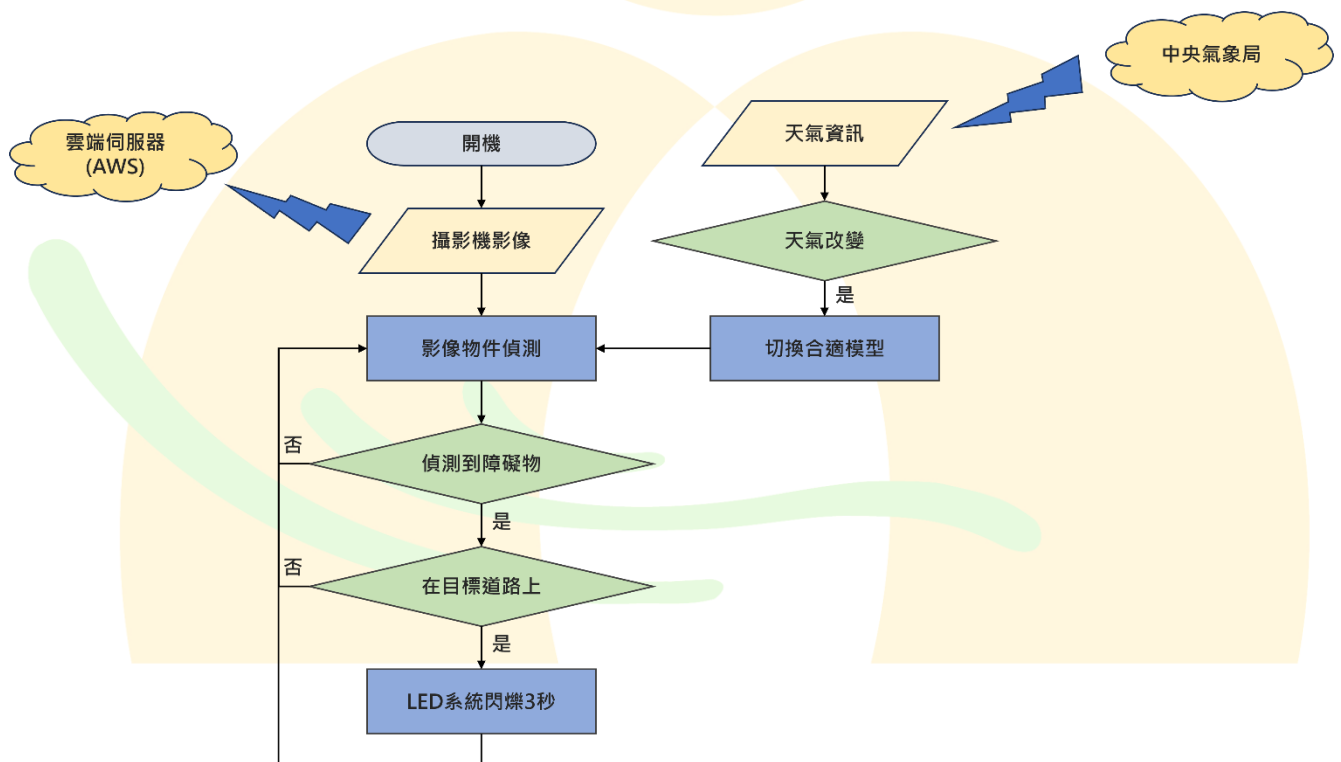 中央氣象局
雲端伺服器
(AWS)
開機
天氣資訊
攝影機影像
天氣改變
是
影像物件偵測
切換合適模型
否
偵測到障礙物
是
否
在目標道路上
是
LED系統閃爍3秒